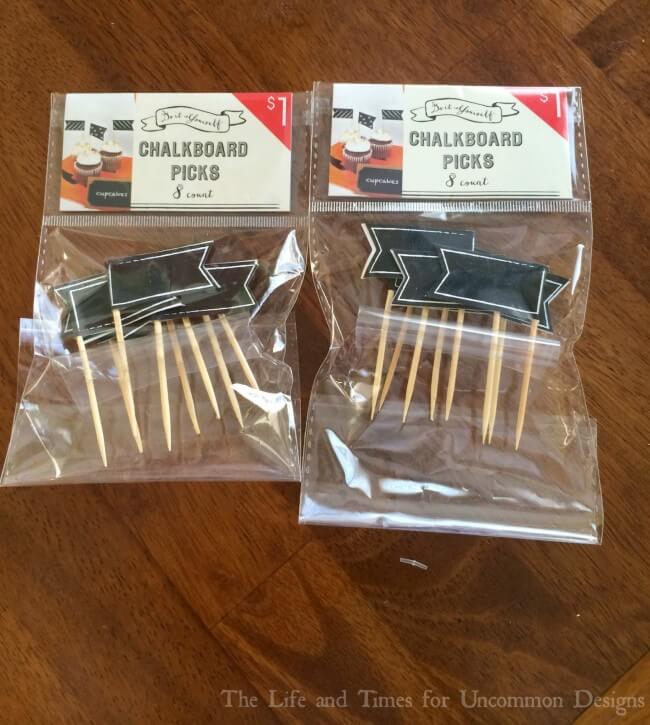 Do it Yourself
$1
CHALKBOARD
PICKS
8 count
cupcakes
Do it Yourself
$1
CHALKBOARD
PICKS
8 count
cupcakes
The Life and Times for Uncommon Designs